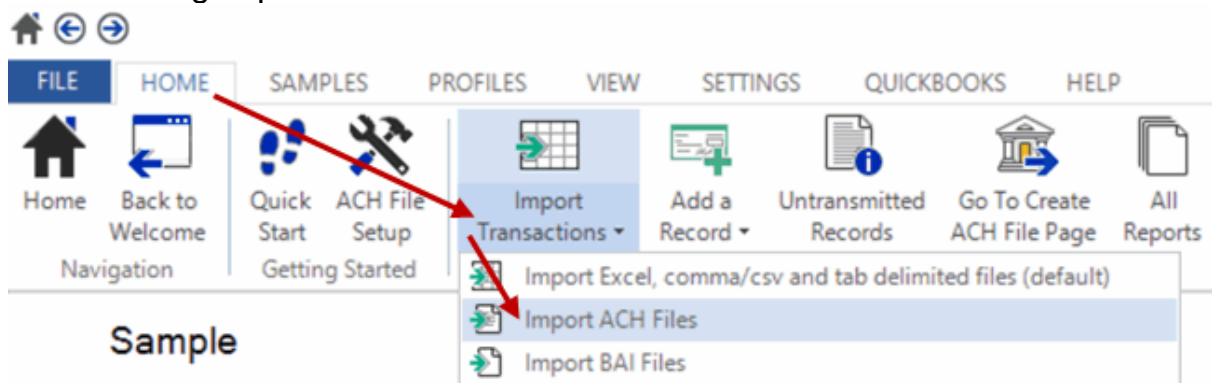 FILE HOME SAMPLES PROFILES VIEW SETTINGS QUICKBOOKS HELP
Home Back to Welcome Quick Start ACH File Setup Import Transactions Add a Record Untransmitted Records Go To Create ACH File Page All Reports
Navigation Getting Started
Import Excel, comma/csv and tab delimited files (default)
Import ACH Files
Import BAI Files
Sample